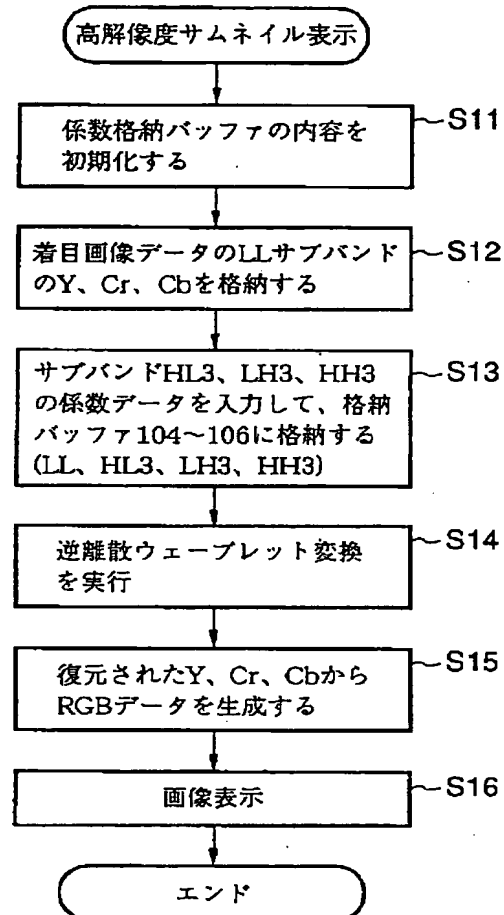 高解像度サムネイル表示
係数格納バッファの内容を
初期化する
S11
着目画像データのLLサブバンド
のY、Cr、Cbを格納する
S12
サブバンドHL3、LH3、HH3
の係数データを入力して、格納
バッファ104～106に格納する
(LL、HL3、LH3、HH3)
S13
逆離散ウェーブレット変換
を実行
S14
復元されたY、Cr、Cbから
RGBデータを生成する
S15
画像表示
S16
エンド